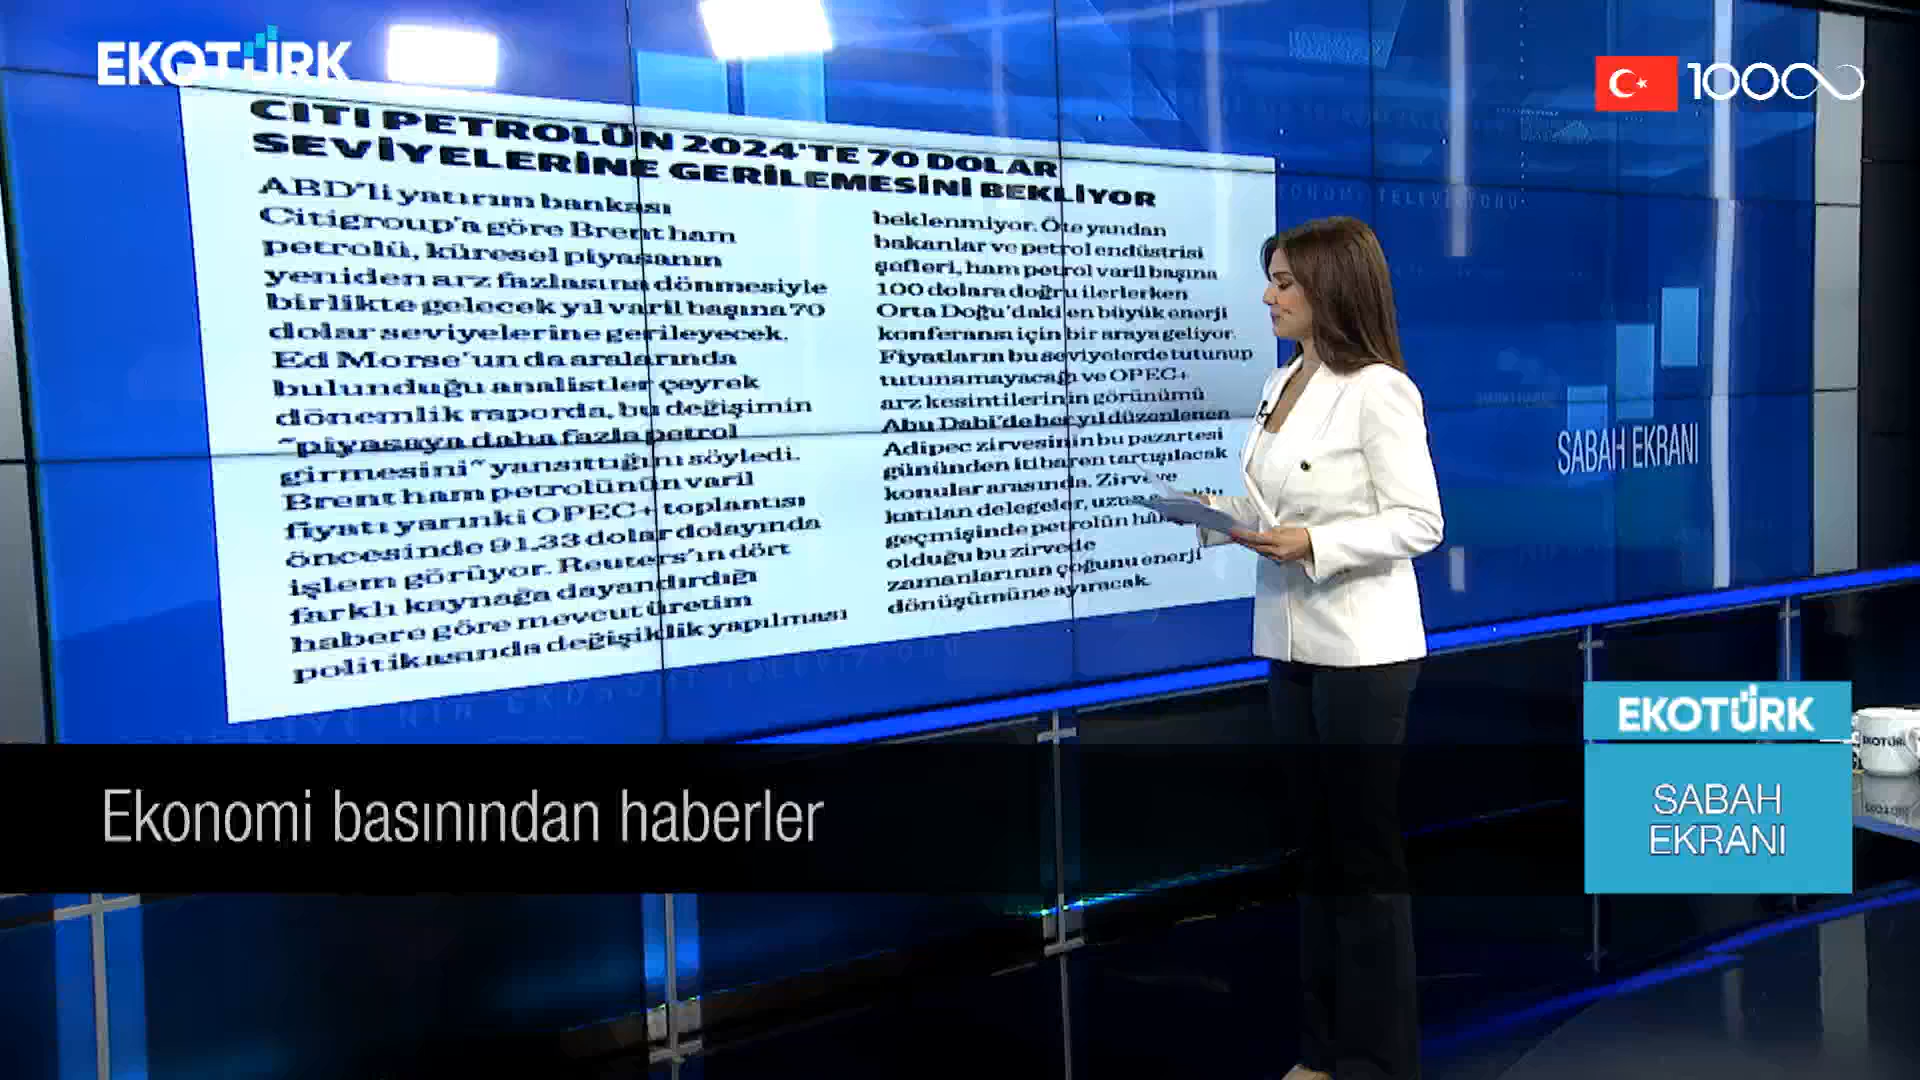 EKOTÜRK
100
CITI PETROLÜN 2024'TE 70 DOLAR
SEVİYELERİNE GERİLEMESİNİ BEKLİYOR
ABD'li yatırım bankası
Citigroup'a göre Brent ham
petrolü, küresel piyasanın
yeniden arz fazlasına dönmesiyle
birlikte gelecek yıl varil başına 70
dolar seviyelerine gerileyecek.
Ed Morse'un da aralarında
bulunduğu analistler çeyrek
dönemlik raporda, bu değişimin
"piyasaya daha fazla petrol
girmesini" yansıttığını söyledi.
Brent ham petrolünün varil
fiyatı yarınki OPEC+ toplantısı
öncesinde 91,33 dolar dolayında
işlem görüyor. Reuters'ın dört
farklı kaynağa dayandırdığı
habere göre mevcut üretim
politikasında değişiklik yapılması
beklenmiyor. Öte yandan
bakanlar ve petrol endüstrisi
şefleri, ham petrol varil başına
100 dolara doğru ilerlerken
Orta Doğu'daki en büyük enerji
konferansı için bir araya geliyor.
Fiyatların bu seviyelerde tutunup
tutunamayacağı ve OPEC+
arz kesintilerinin görünümü
Abu Dabi'de her yıl düzenlenen
Adipec zirvesinin bu pazartesi
gününden itibaren tartışılacak
konular arasında. Zirveye
katılan delegeler,
geçmişinde petrolün
olduğu bu zirvede
zamanlarının çoğunu enerji
dönüşümüne ayıracak.
SABAH EKRANI
EKOTÜRK
SABAH
EKRANI
EKOTÜRK
Ekonomi basınından haberler